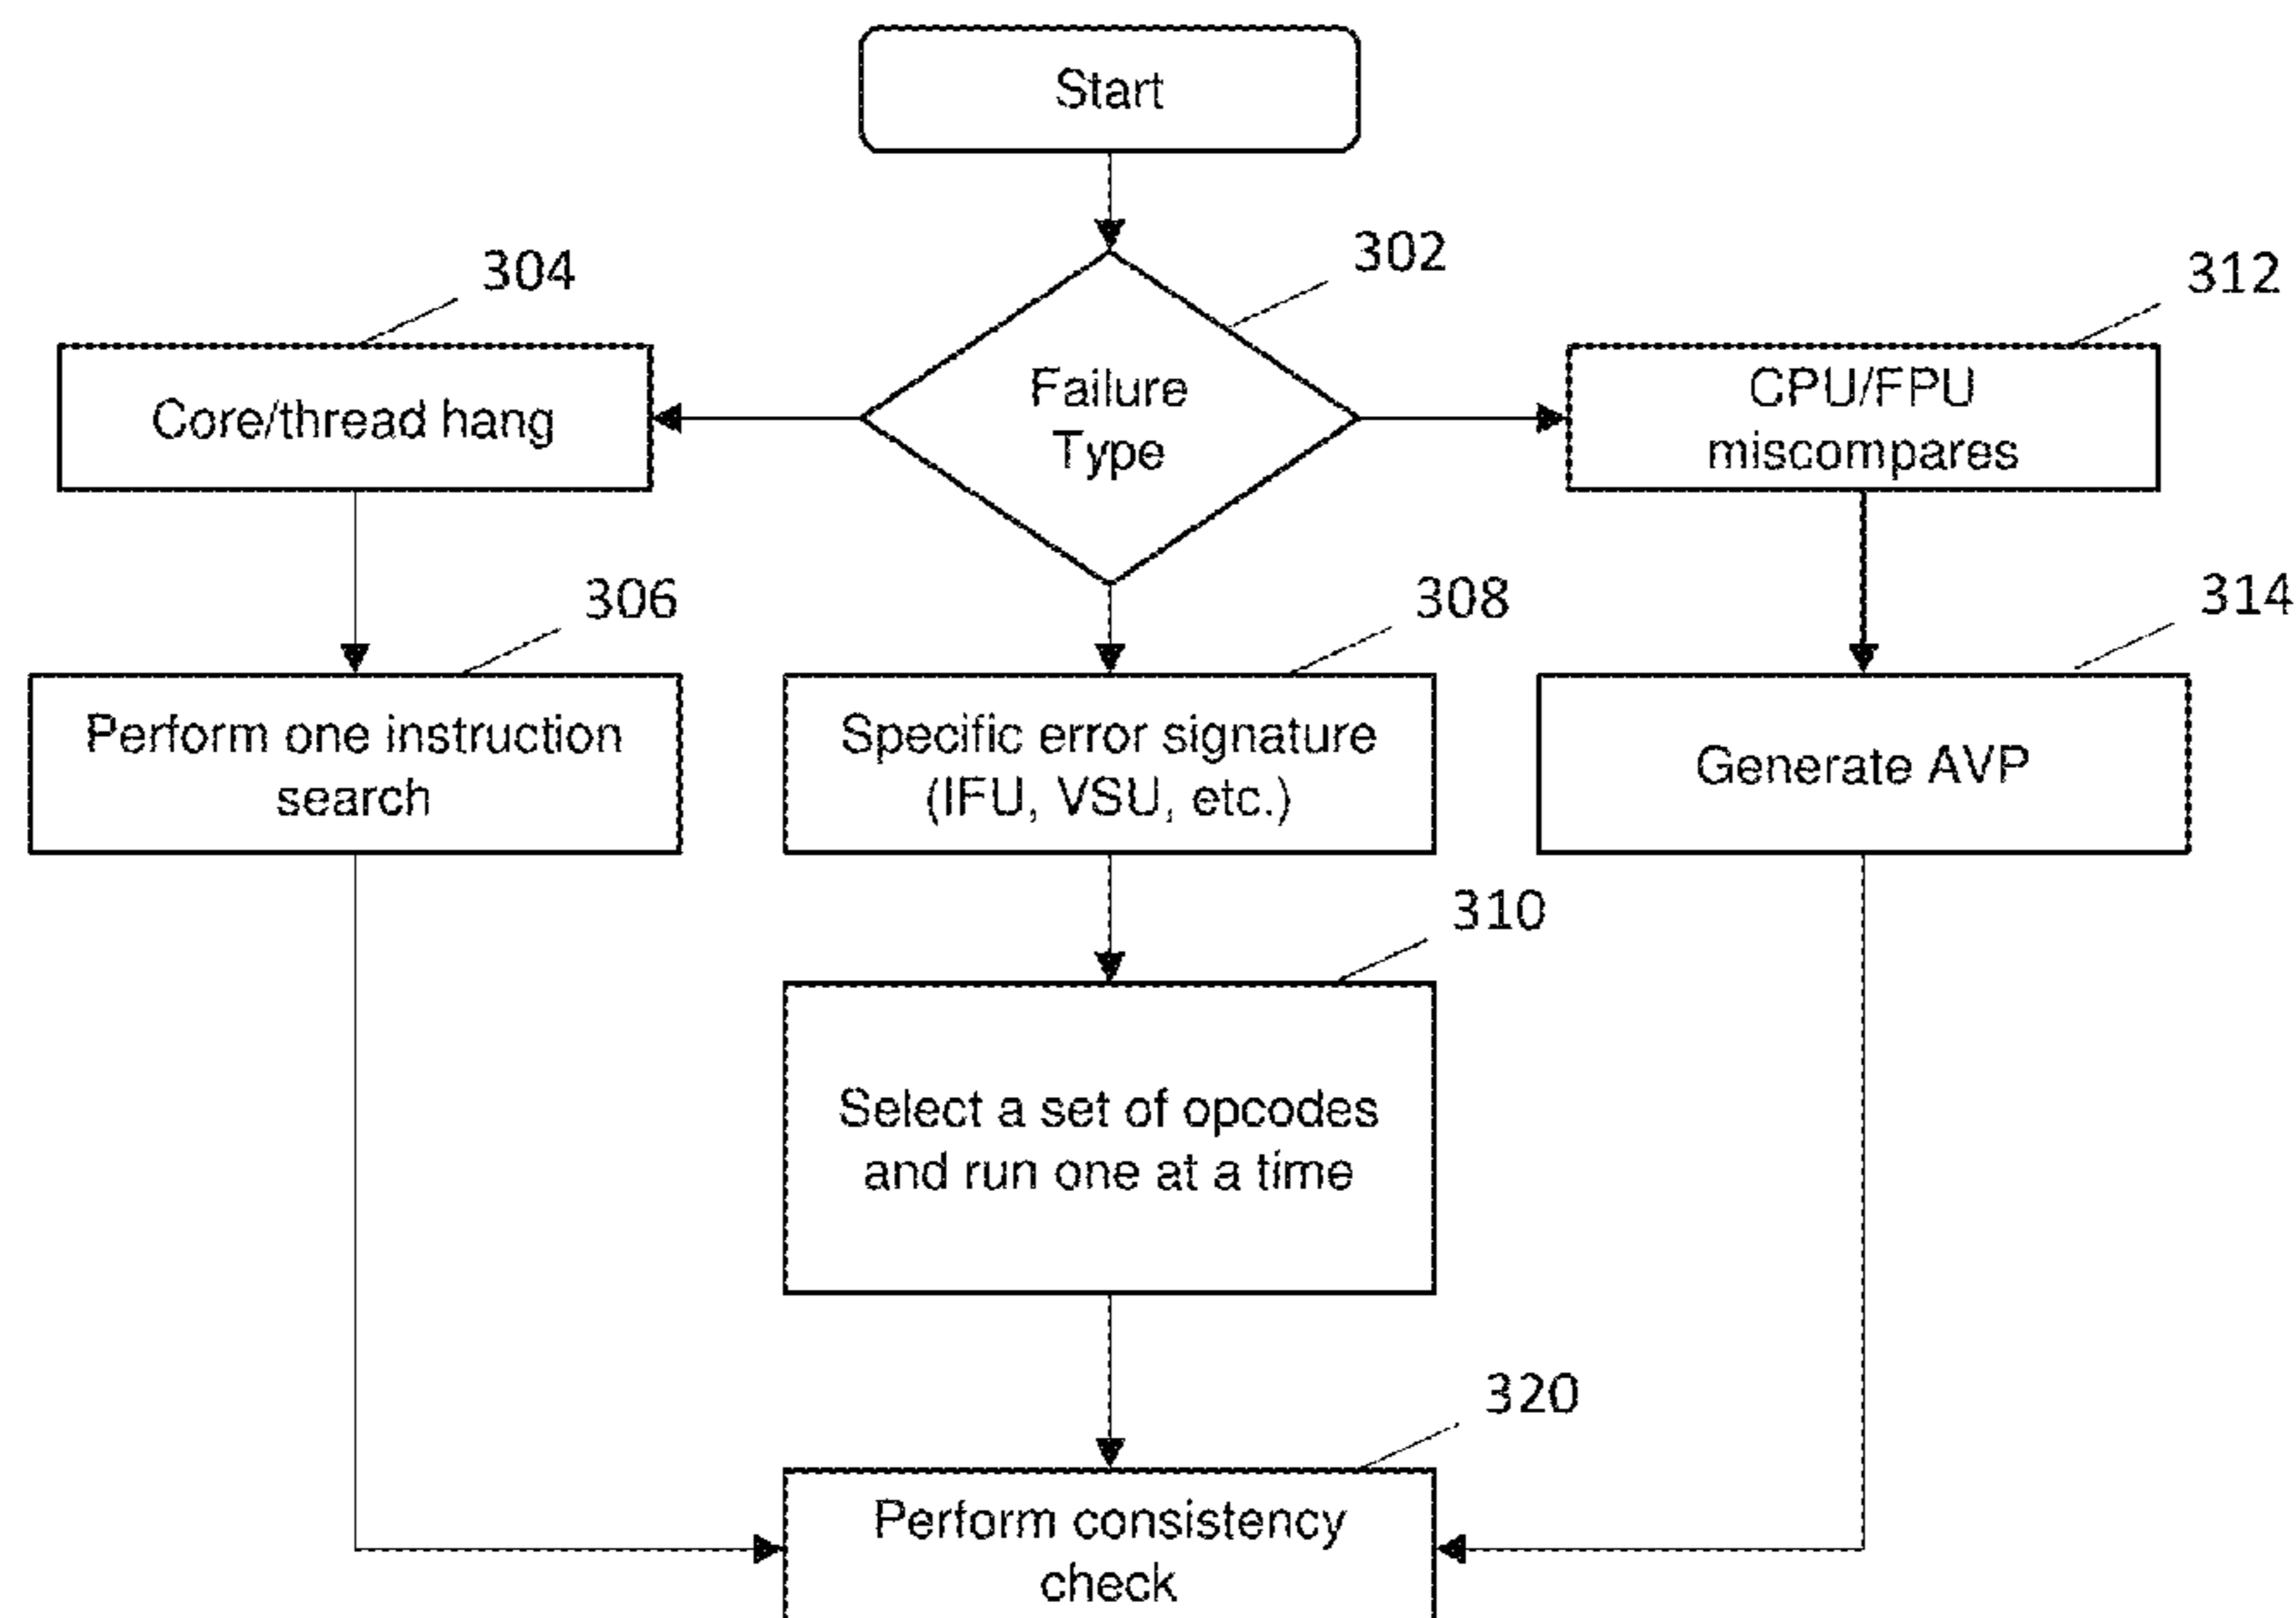 Start
302
304
312
Failure
Type
Core/thread hang
CPU/FPU
miscompares
306
308
314
Perform one instruction
search
Specific error signature
(IFU, VSU, etc.)
Generate AVP
310
Select a set of opcodes
and run one at a time
320
Perform consistency
check